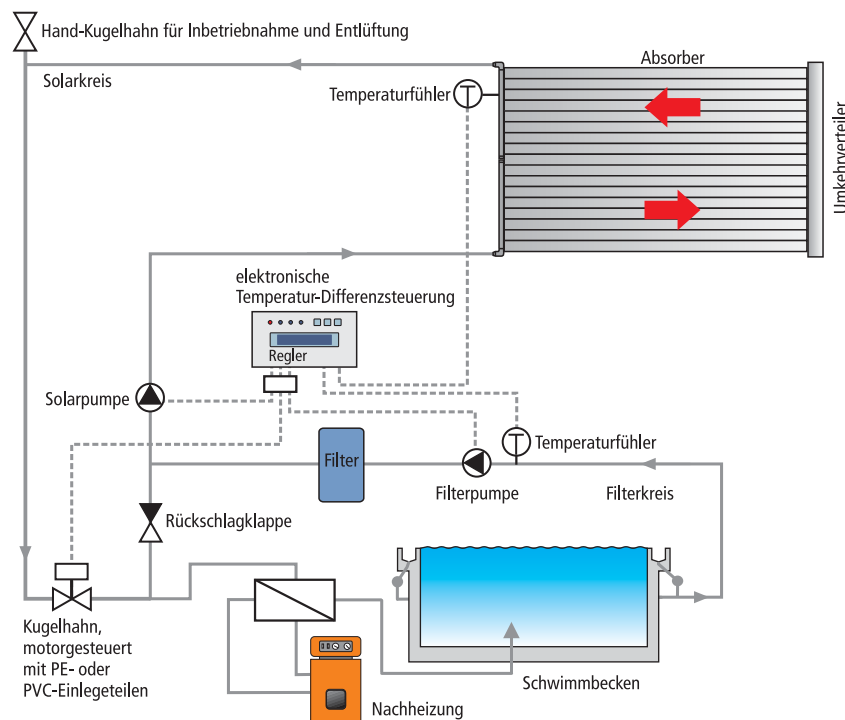 Hand-Kugelhahn für Inbetriebnahme und Entlüftung
Solarkreis
Absorber
Temperaturfühler
Umkehrverteiler
elektronische
Temperatur-Differenzsteuerung
Regler
Solarpumpe
Temperaturfühler
Filter
Filterpumpe
Filterkreis
Rückschlagklappe
Kugelhahn,
motorgesteuert
mit PE- oder
PVC-Einlegeteilen
Schwimmbecken
Nachheizung